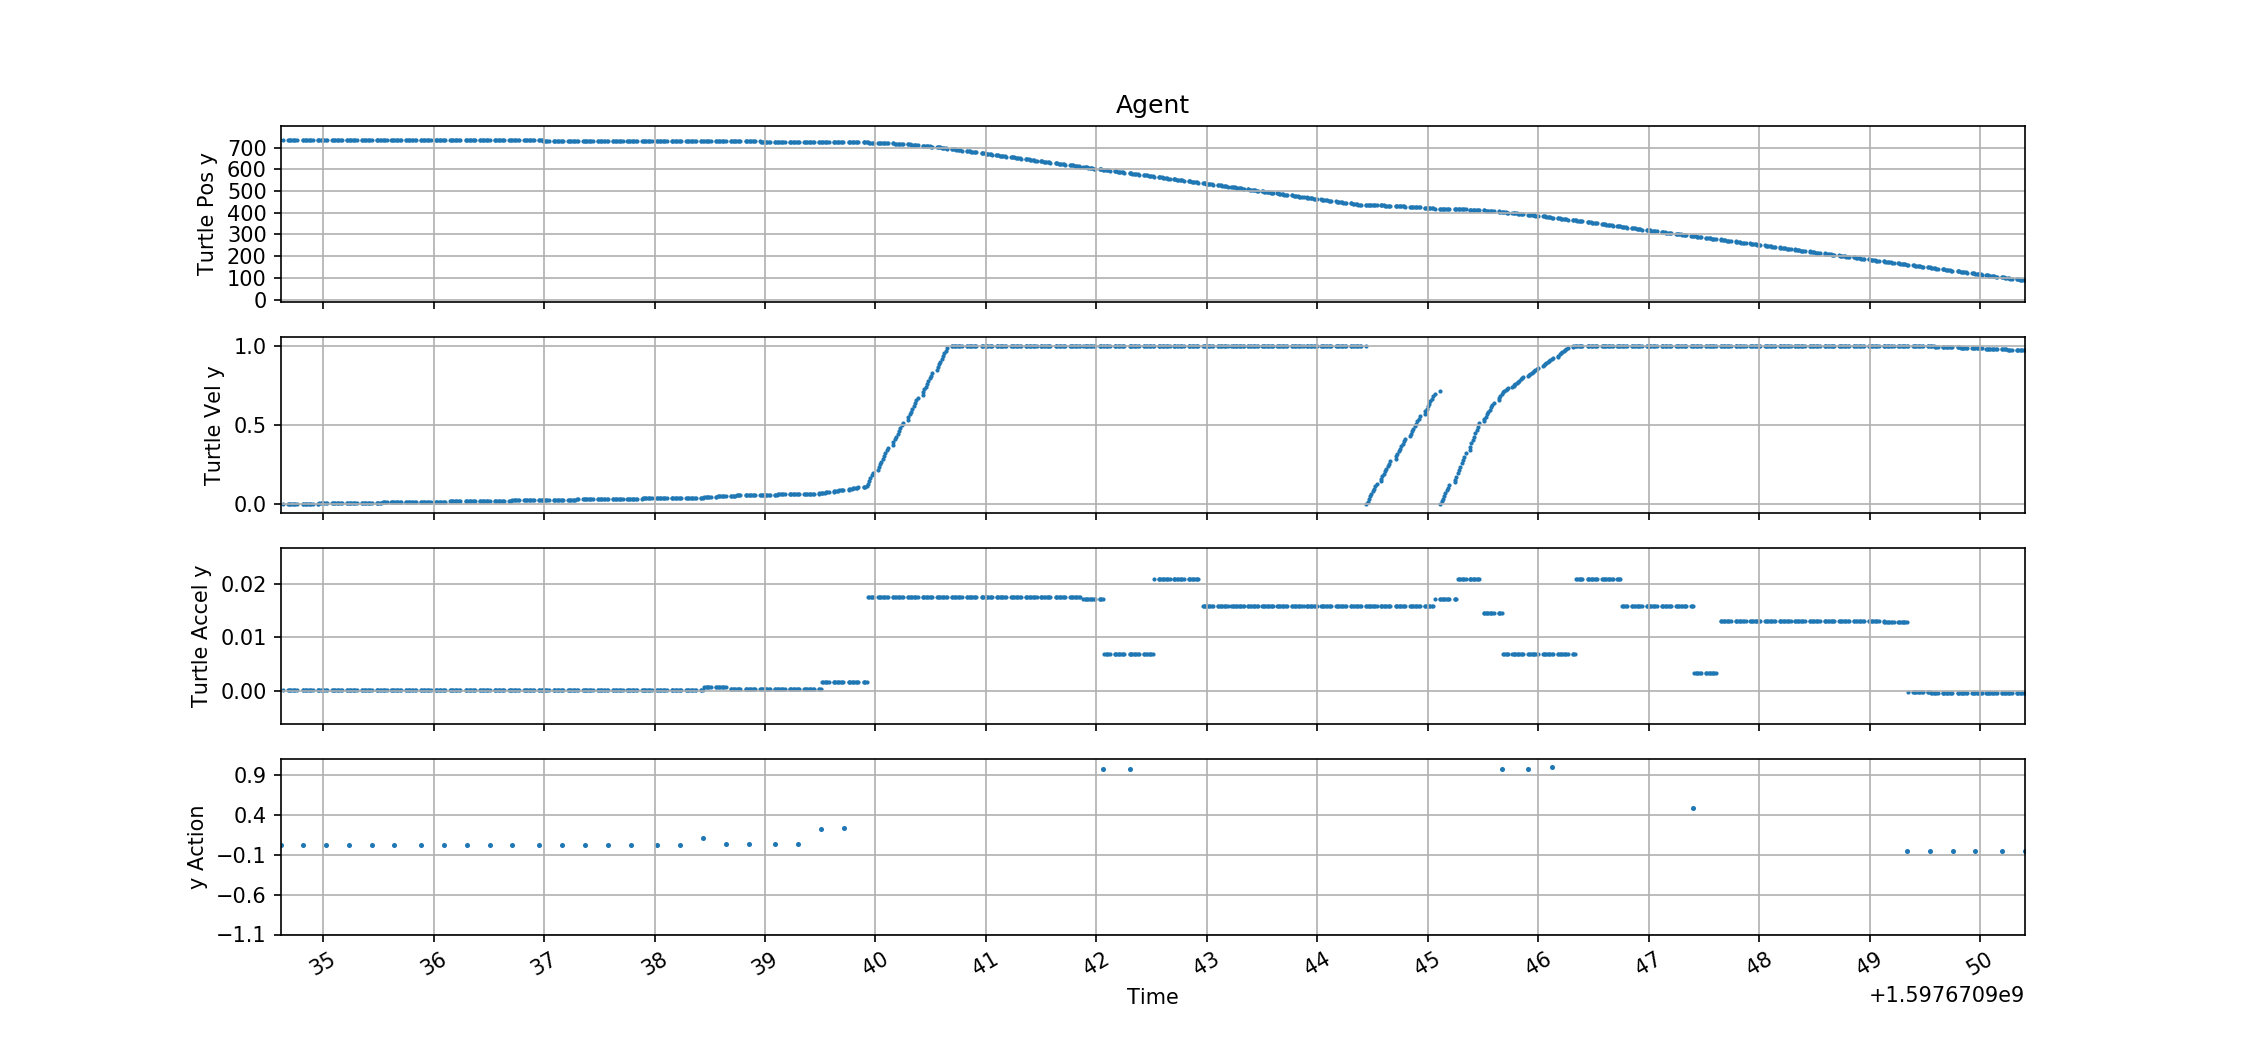 Agent
Turtle Pos y
700
600
500
400
300
200
100
0
Turtle Vel y
1.0
0.5
0.0
Turtle Accel y
0.02
0.01
0.00
y Action
0.9
0.4
−0.1
−0.6
−1.1
35 36 37 38 39 40 41 42 43 44 45 46 47 48 49 50
Time
+1.5976709e9